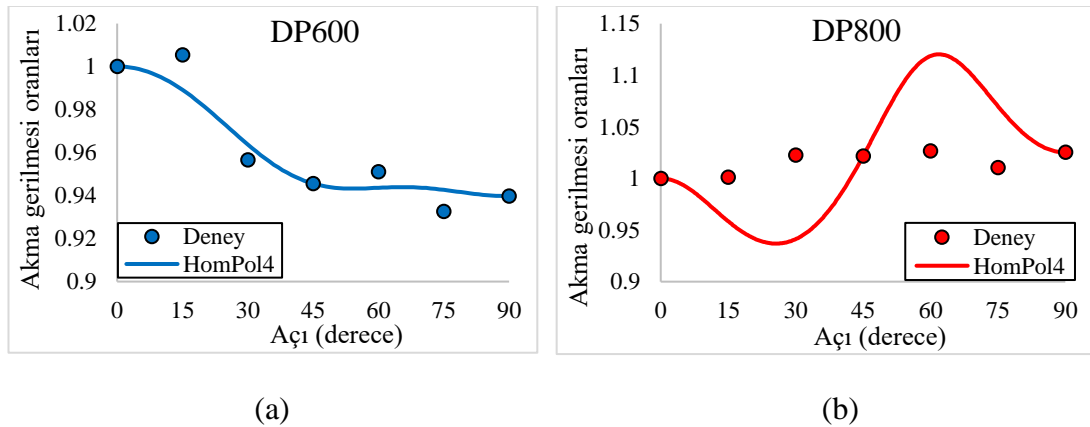 DP600
Akma gerilmesi oranları
1.02
1
0.98
0.96
0.94
0.92
0.9
0 15 30 45 60 75 90
Açı (derece)
Deney
HomPol4
(a)
DP800
Akma gerilmesi oranları
1.15
1.1
1.05
1
0.95
0.9
0 15 30 45 60 75 90
Açı (derece)
Deney
HomPol4
(b)